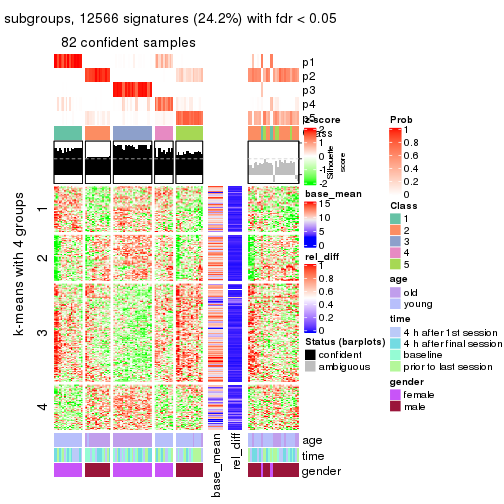 subgroups, 12566 signatures (24.2%) with fdr < 0.05
82 confident samples
p1
p2
p3
p4
p5
z-score
2
1
0
-1
-2
Class
Silhouette
score
1
2
3
4
k-means with 4 groups
base_mean
15
10
5
0
rel_diff
1
0.8
0.6
0.4
0.2
0
Status (barplots)
confident
ambiguous
Prob
1
0.8
0.6
0.4
0.2
0
Class
1
2
3
4
5
age
old
young
time
4 h after 1st session
4 h after final session
baseline
prior to last session
gender
female
male
age
time
gender
base_mean
rel_diff